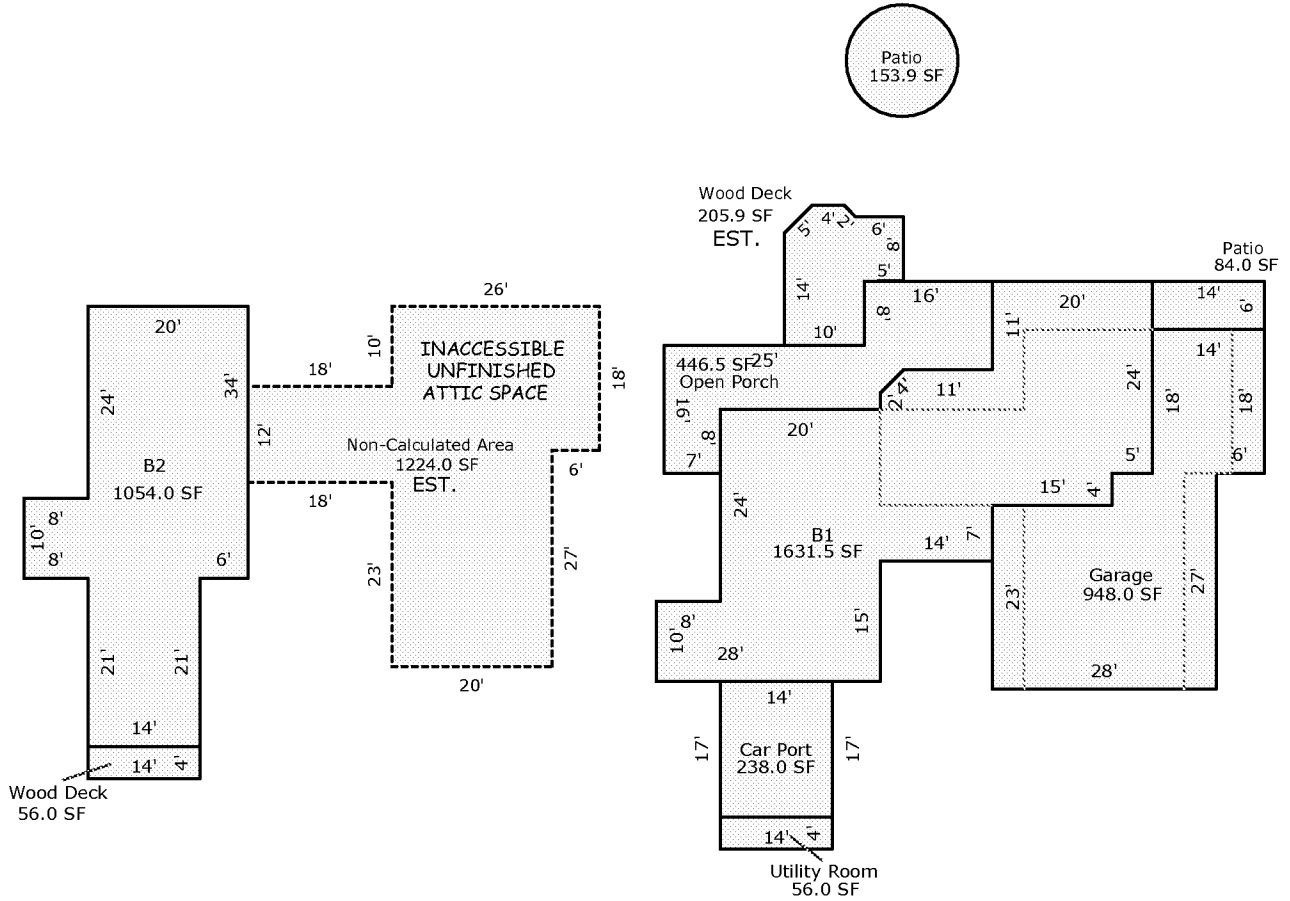 Patio
153.9 SF
Wood Deck
205.9 SF
EST.
5'
4'
2'
6'
8'
5'
14'
10'
Patio
84.0 SF
26'
20'
10'
18'
INACCESSIBLE
UNFINISHED
ATTIC SPACE
18'
24'
34'
12'
Non-Calculated Area
1224.0 SF
EST.
6'
B2
1054.0 SF
18'
8'
10'
8'
6'
23'
27'
21'
21'
20'
14'
14'
4'
Wood Deck
56.0 SF
16'
8'
20'
11'
14'
6'
446.5 SF
25'
Open Porch
14'
16'
8'
7'
2'
4'
11'
24'
18'
18'
20'
5'
6'
15'
4'
24'
B1
1631.5 SF
14'
7'
Garage
948.0 SF
23'
27'
10'
8'
15'
28'
28'
14'
17'
17'
Car Port
238.0 SF
14'
4'
Utility Room
56.0 SF